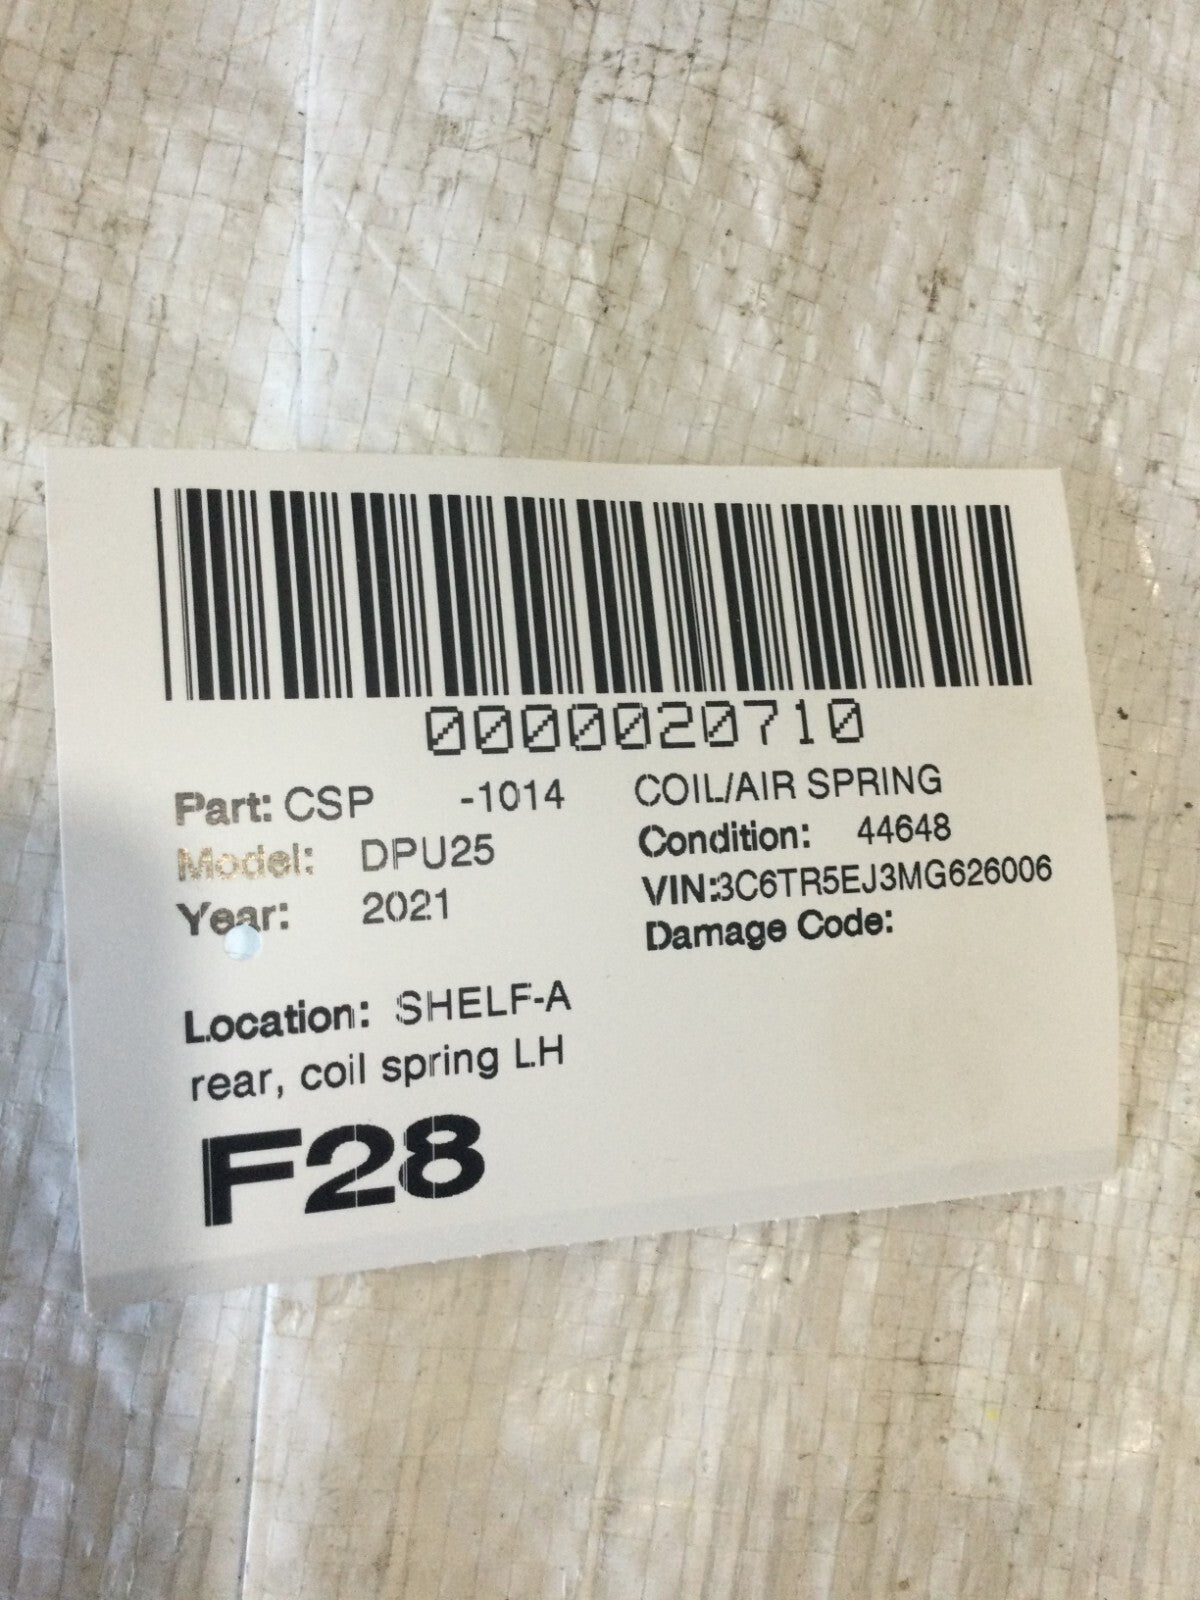 0000020710
Part: CSP -1014 COIL/AIR SPRING
Model: DPU25 Condition: 44648
Year: 2021 VIN:3C6TR5EJ3MG626006
Damage Code:
Location: SHELF-A
rear, coil spring LH
F28